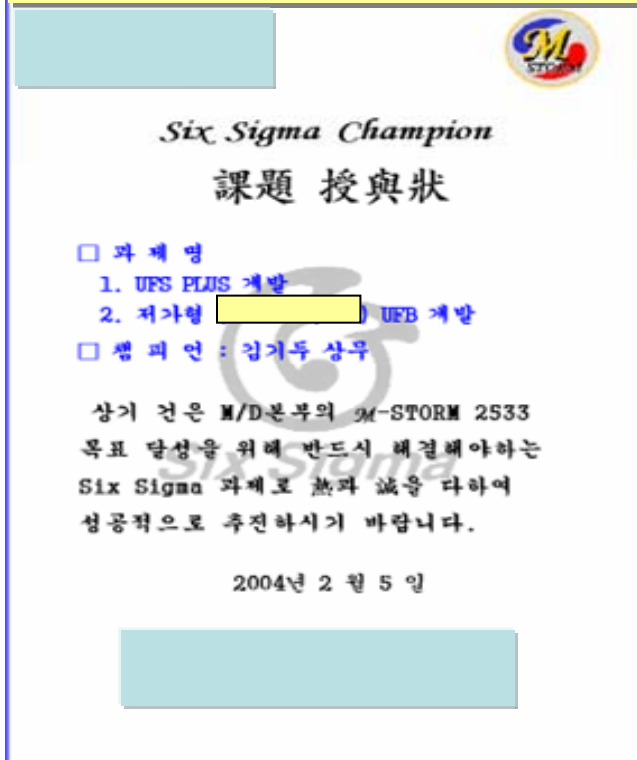 M
STORM
Six Sigma Champion
課題 授與狀
□ 과 제 명
1. UFS PLUS 개발
2. 저가형 ) UFB 개발
□ 챔 피 언 : 김기두 상무
상기 건은 M/D본부의 M-STORM 2533
목표 달성을 위해 반드시 해결해야하는
Six Sigma
Six Sigma 과제로 熱과 誠을 다하여
성공적으로 추진하시기 바랍니다.
2004년 2 월 5 일